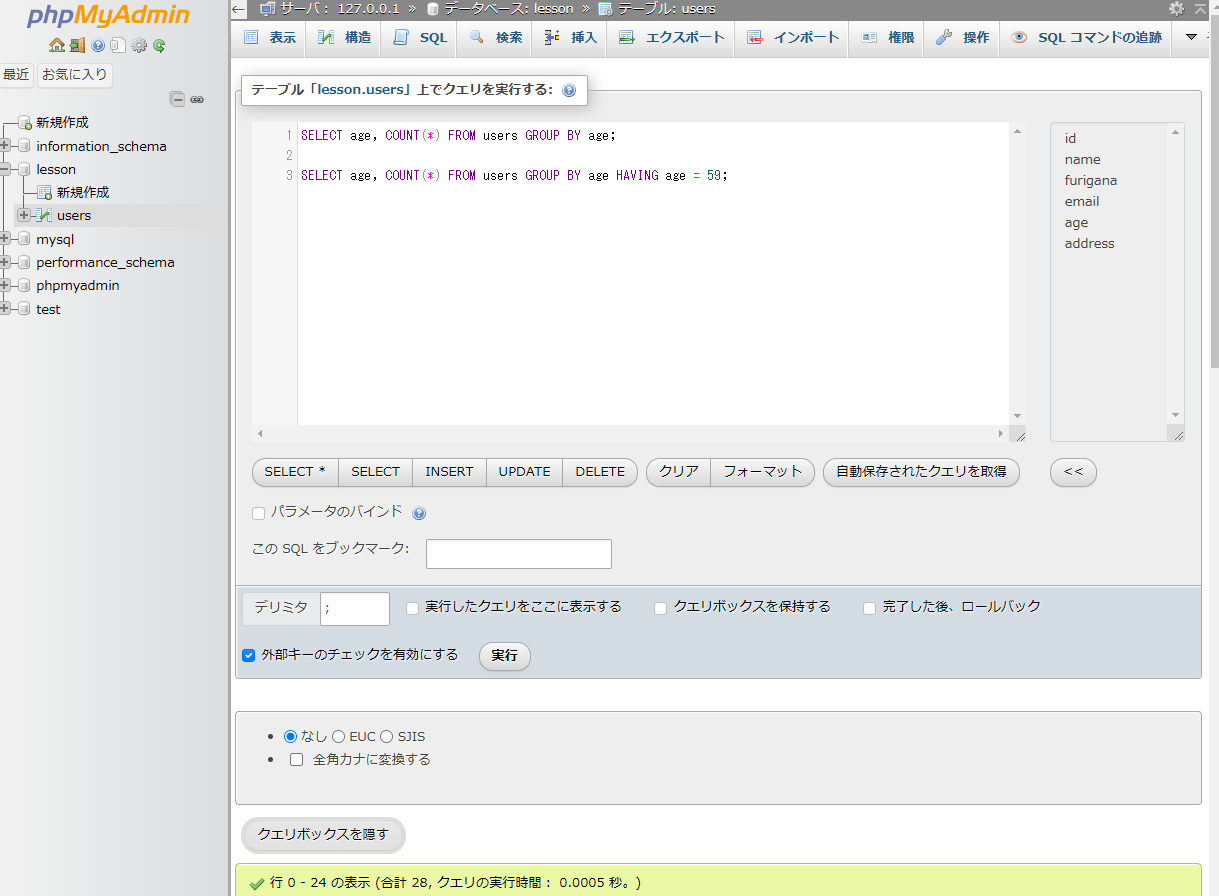 phpMyAdmin
最近 お気に入り
新規作成
information_schema
lesson
新規作成
users
mysql
performance_schema
phpmyadmin
test
サーバ: 127.0.0.1 » データベース: lesson » テーブル: users
表示 構造 SQL 検索 挿入 エクスポート インポート 権限 操作 SQL コマンドの追跡
テーブル「lesson.users」上でクエリを実行する:
1 SELECT age, COUNT(*) FROM users GROUP BY age;
2
3 SELECT age, COUNT(*) FROM users GROUP BY age HAVING age = 59;
id
name
furigana
email
age
address
SELECT * SELECT INSERT UPDATE DELETE クリア フォーマット 自動保存されたクエリを取得 <<
パラメータのバインド
この SQL をブックマーク:
デリミタ ; 実行したクエリをここに表示する クエリボックスを保持する 完了した後、ロールバック
外部キーのチェックを有効にする 実行
なし EUC SJIS
全角カナに変換する
クエリボックスを隠す
行 0 - 24 の表示 (合計 28, クエリの実行時間: 0.0005 秒。)